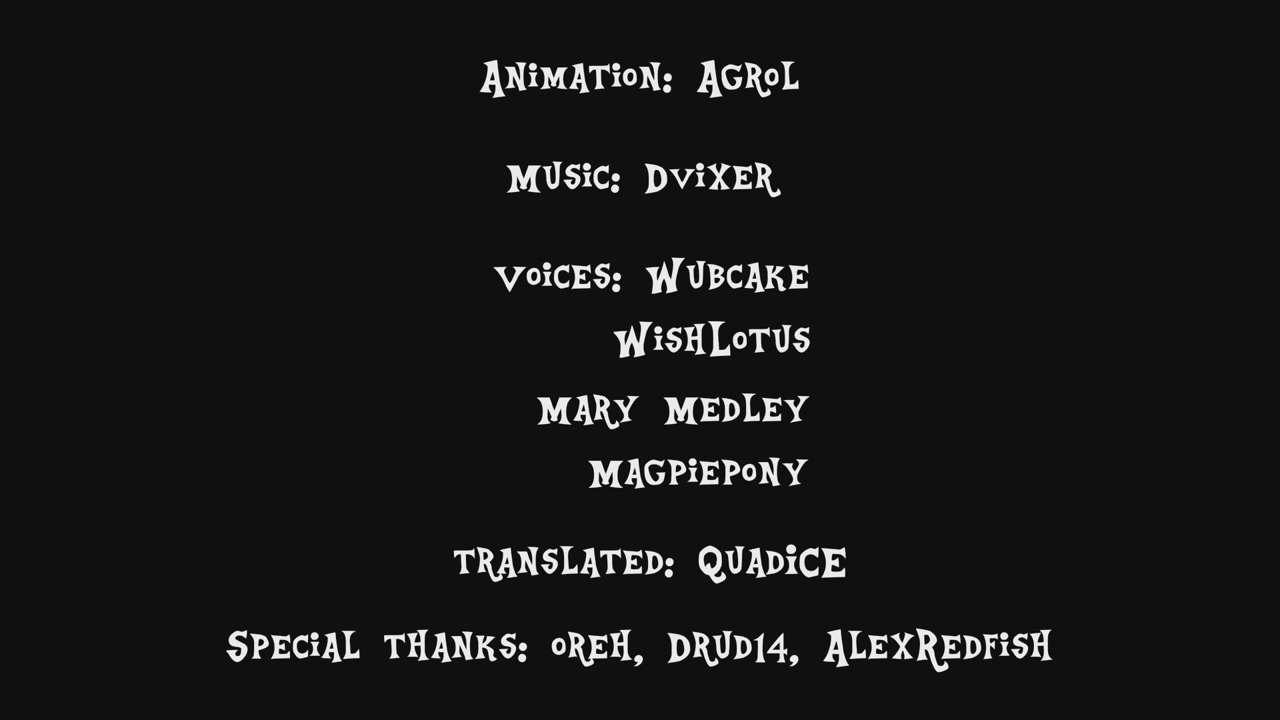 Animation: Agrol
Music: Dvixer
Voices: Wubcake
WishLotus
Mary Medley
Magpiepony
Translated: QuadICE
Special thanks: oreh, Drud14, AlexRedfish